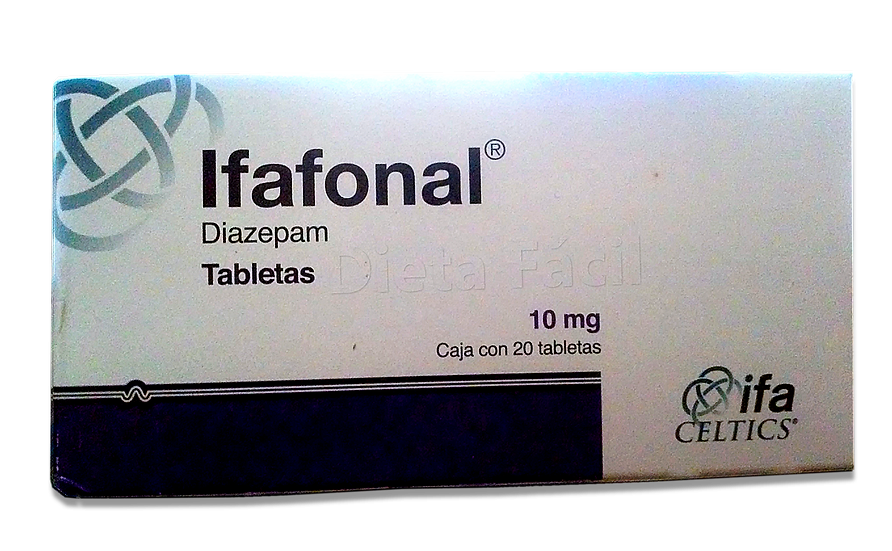 Ifafonal®
Diazepam
Tabletas
Dieta Fácil
10 mg
Caja con 20 tabletas
ifa
CELTICS®